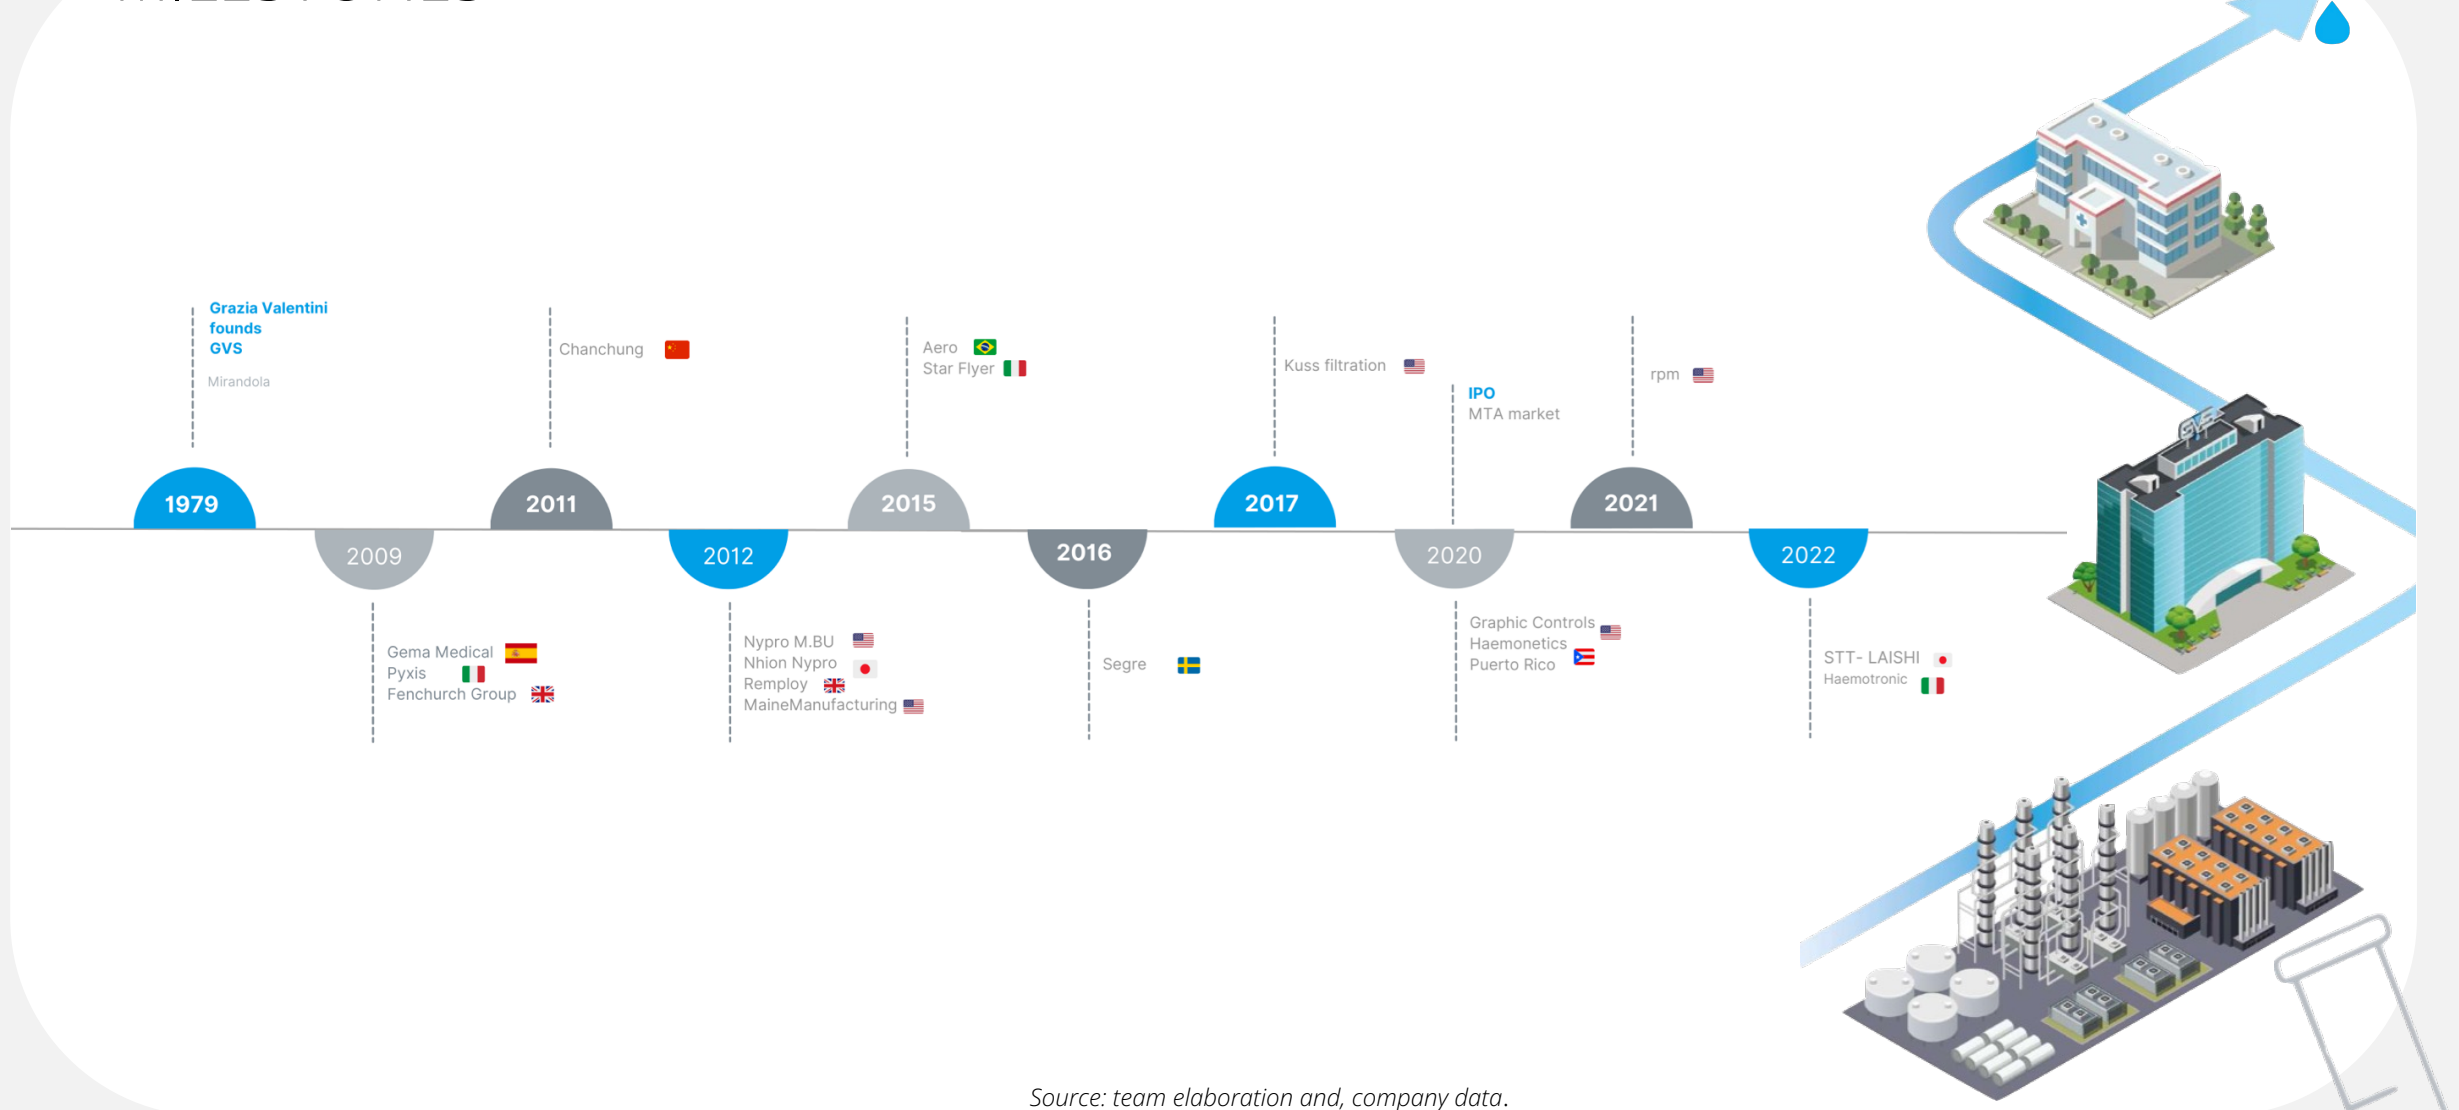 MILESTONES
Grazia Valentini
founds
GVS
Mirandola
Chanchung
Aero
Star Flyer
Kuss filtration
IPO
MTA market
rpm
1979
2011
2015
2017
2021
2009
2012
2016
2020
2022
Gema Medical
Pyxis
Fenchurch Group
Nypro M.BU
Nhion Nypro
Remploy
MaineManufacturing
Segre
Graphic Controls
Haemonetics
Puerto Rico
STT- LAISHI
Haemotronic
GVS
Source: team elaboration and, company data.